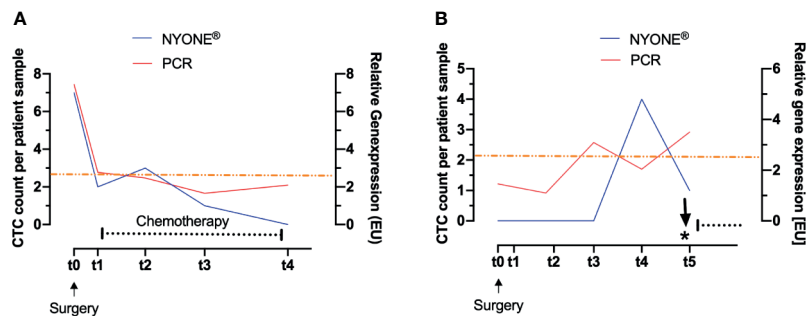 A
NYONE®
PCR
CTC count per patient sample
8
6
4
2
0
Relative Genexpression (EU)
8
6
4
2
0
Chemotherapy
t0 t1 t2 t3 t4
Surgery
B
NYONE®
PCR
CTC count per patient sample
5
4
3
2
1
0
Relative gene expression [EU]
6
4
2
0
*
t0 t1 t2 t3 t4 t5
Surgery